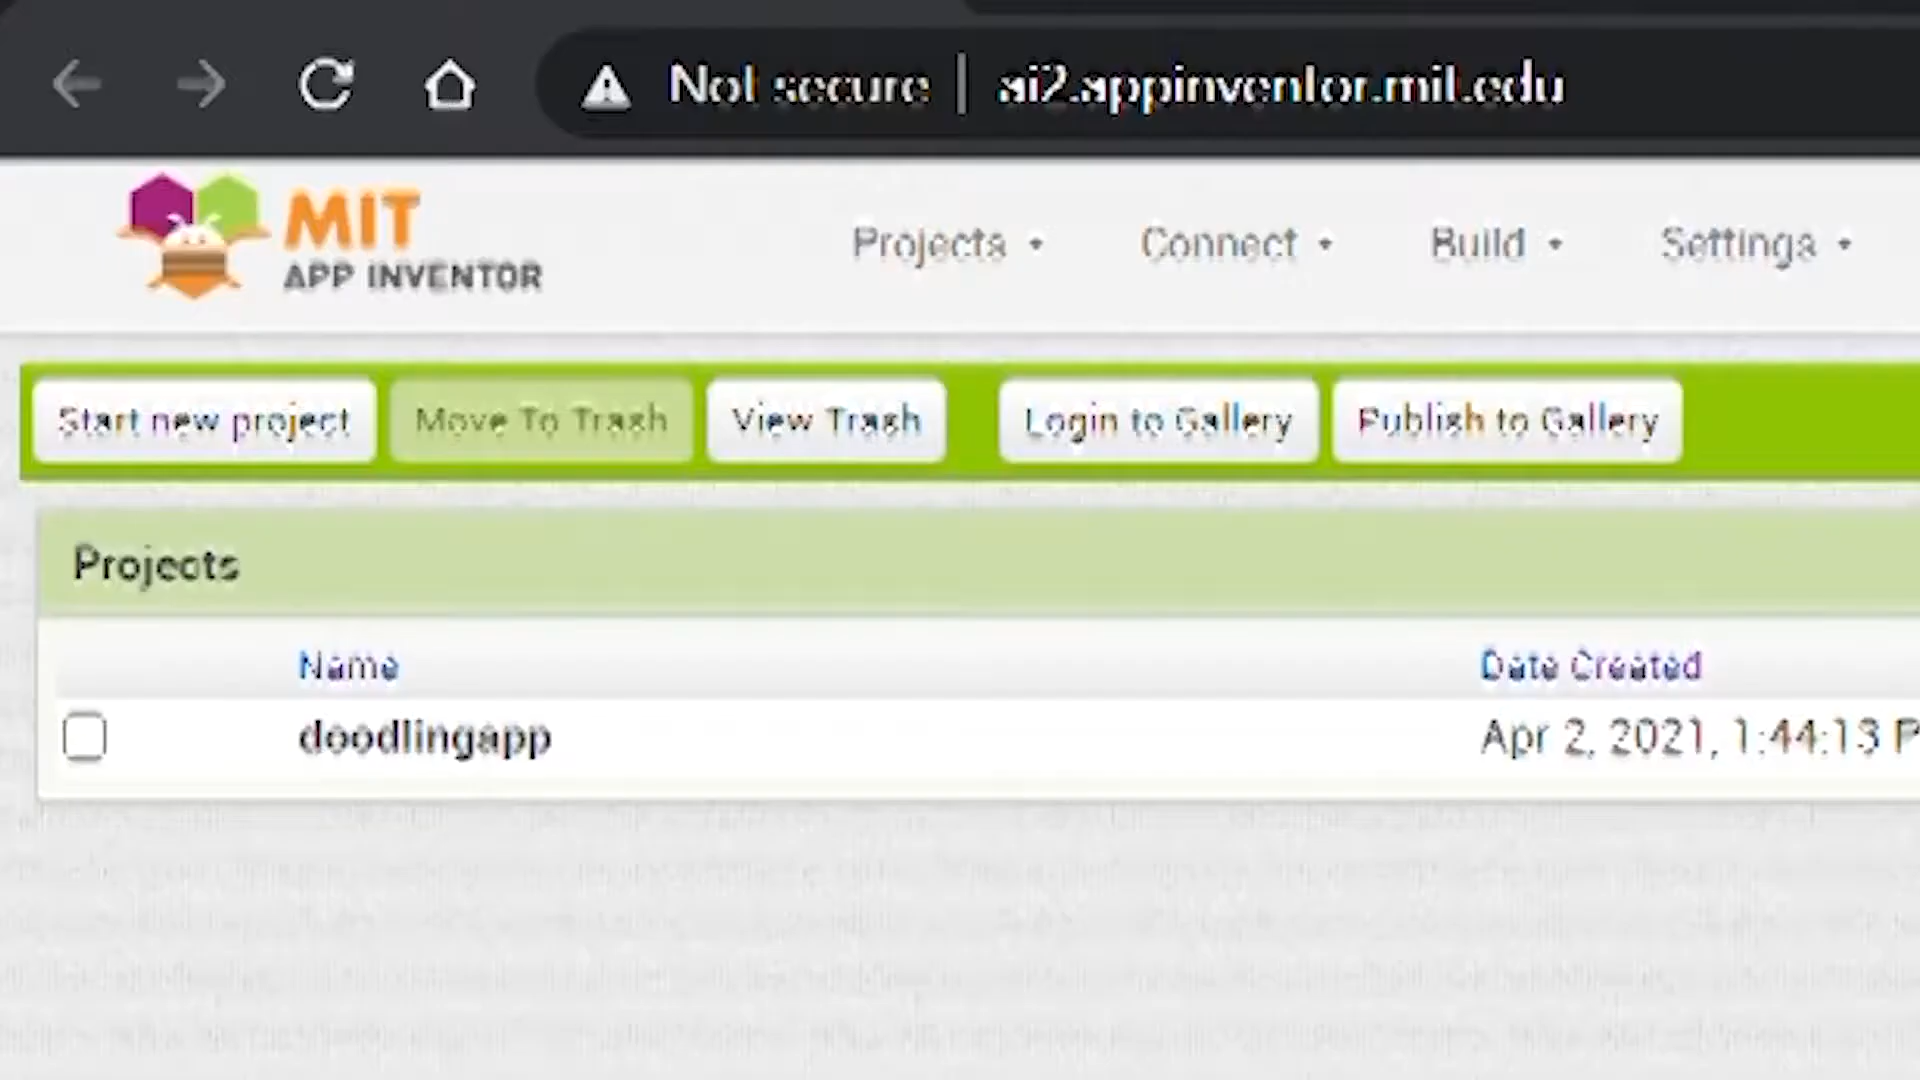 Not secure | ai2.appinventor.mit.edu
MIT
APP INVENTOR
Projects Connect Build Settings
Start new project Move To Trash View Trash Login to Gallery Publish to Gallery
Projects
Name Date Created
doodlingapp Apr 2, 2021, 1:44:13 P